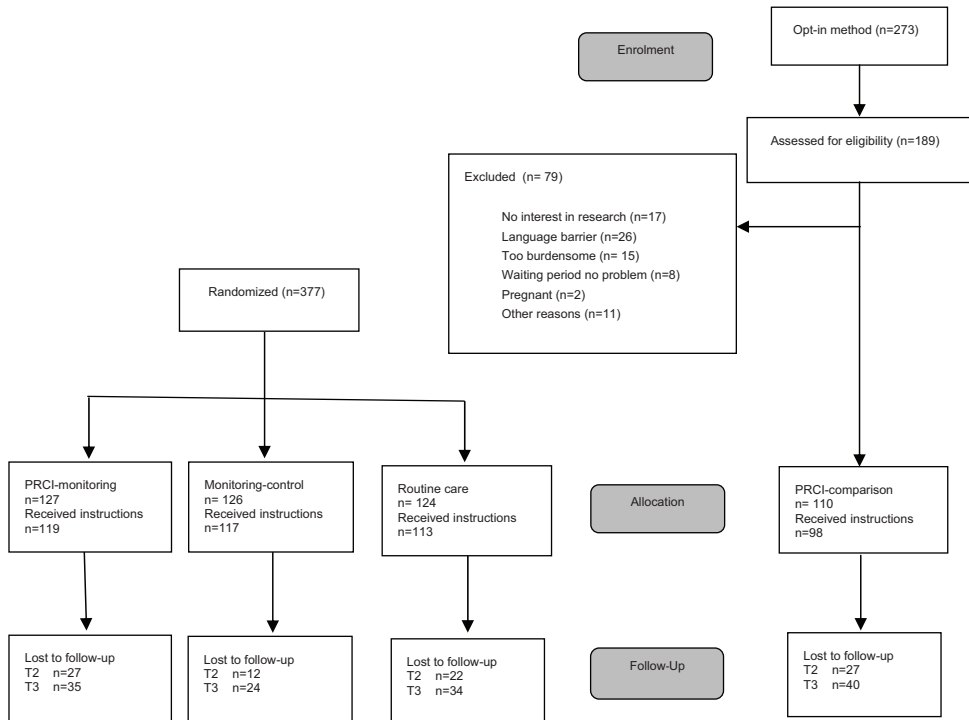 Opt-in method (n=273)
Enrolment
Assessed for eligibility (n=189)
Excluded (n= 79)
No interest in research (n=17)
Language barrier (n=26)
Too burdensome (n= 15)
Waiting period no problem (n=8)
Pregnant (n=2)
Other reasons (n=11)
Randomized (n=377)
PRCI-monitoring
n=127
Received instructions
n=119
Monitoring-control
n= 126
Received instructions
n=117
Routine care
n= 124
Received instructions
n=113
Allocation
PRCI-comparison
n= 110
Received instructions
n=98
Lost to follow-up
T2 n=27
T3 n=35
Lost to follow-up
T2 n=12
T3 n=24
Lost to follow-up
T2 n=22
T3 n=34
Follow-Up
Lost to follow-up
T2 n=27
T3 n=40